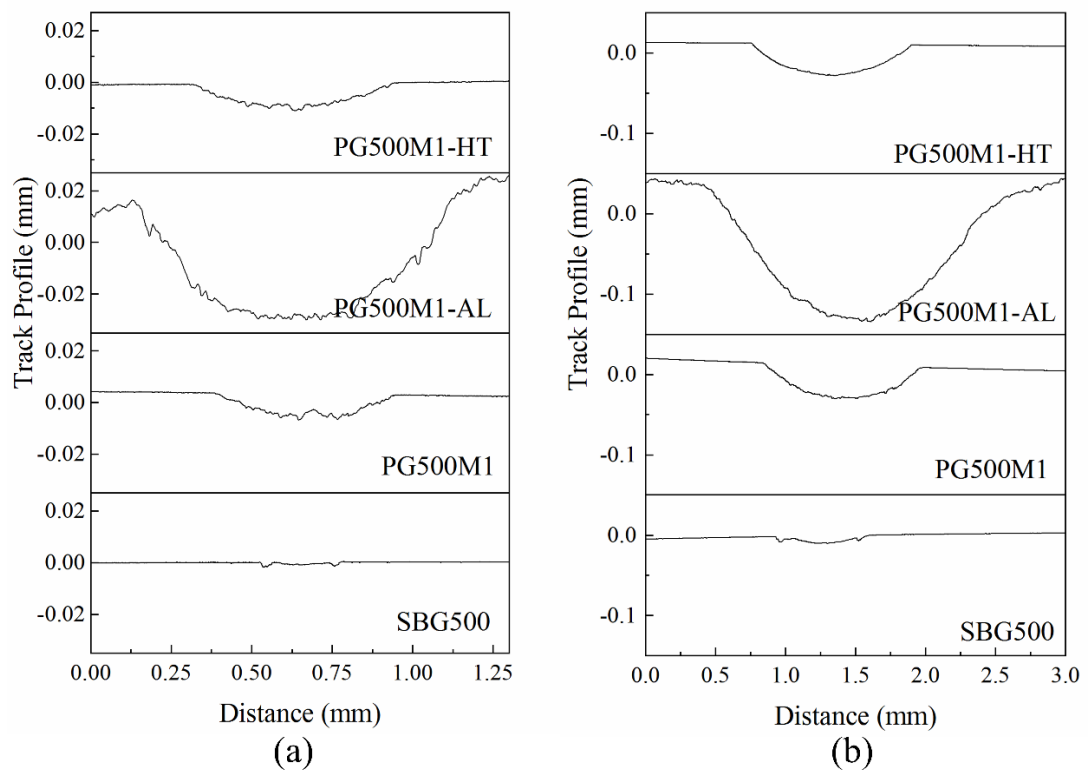 0.02
0.00
-0.02
PG500M1-HT
0.02
0.00
-0.02
PG500M1-AL
0.02
0.00
-0.02
PG500M1
0.02
0.00
-0.02
SBG500
Track Profile (mm)
0.00 0.25 0.50 0.75 1.00 1.25
Distance (mm)
(a)
0.0
-0.1
PG500M1-HT
0.0
-0.1
PG500M1-AL
0.0
-0.1
PG500M1
0.0
-0.1
SBG500
Track Profile (mm)
0.0 0.5 1.0 1.5 2.0 2.5 3.0
Distance (mm)
(b)